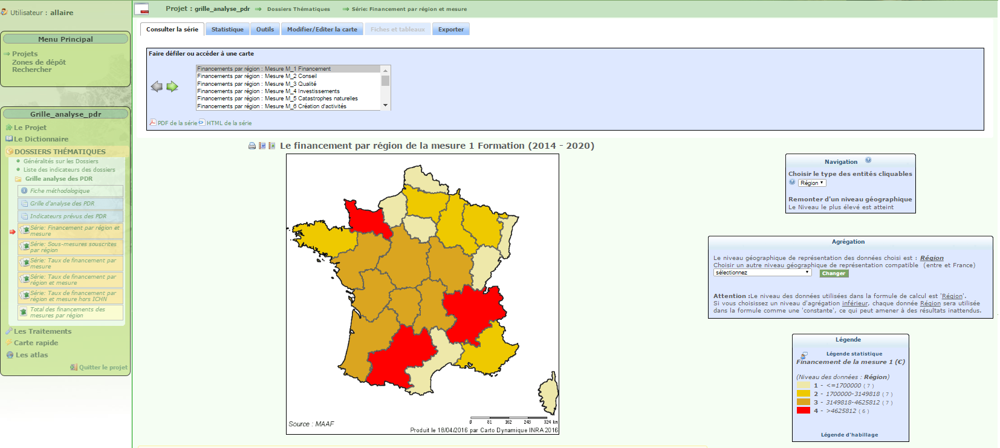 Utilisateur : allaire
Menu Principal
Projets
Zones de dépôt
Rechercher
Grille_analyse_pdr
Le Projet
Le Dictionnaire
DOSSIERS THÉMATIQUES
Généralités sur les Dossiers
Liste des indicateurs des dossiers
Grille analyse des PDR
Fiche méthodologique
Grille d'analyse des PDR
Indicateurs prévus des PDR
Série: Financement par région et
mesure
Série: Sous-mesures souscrites
par région
Série: Taux de financement par
mesure
Série: Taux de financement par
région et mesure
Série: Taux de financement par
région et mesure hors ICHN
Total des financements des
mesures par région
Les Traitements
Carte rapide
Les atlas
Quitter le projet
Projet : grille_analyse_pdr Dossiers Thématiques Série: Financement par région et mesure
Consulter la série Statistique Outils Modifier/Editer la carte Fiches et tableaux Exporter
Faire défiler ou accéder à une carte
Financements par région : Mesure M_1 Financement
Financements par région : Mesure M_2 Conseil
Financements par région : Mesure M_3 Qualité
Financements par région : Mesure M_4 Investissements
Financements par région : Mesure M_5 Catastrophes naturelles
Financements par région : Mesure M_6 Création d'activités
PDF de la série HTML de la série
Le financement par région de la mesure 1 Formation (2014 - 2020)
Source : MAAF
0 81 162 243 324 km
Produit le 18/04/2016 par Carto Dynamique INRA 2016
Navigation
Choisir le type des entités cliquables
Région
Remonter d'un niveau géographique
Le Niveau le plus élevé est atteint
Agrégation
Le niveau géographique de représentation des données choisi est : Région
Choisir un autre niveau géographique de représentation compatible (entre et France)
sélectionnez Changer
Attention :Le niveau des données utilisées dans la formule de calcul est 'Région'.
Si vous choisissez un niveau d'agrégation inférieur, chaque donnée Région sera utilisée
dans la formule comme une 'constante', ce qui peut amener à des résultats inattendus.
Légende
Légende statistique
Financement de la mesure 1 (€)
(Niveau des données : Région)
1 - <=1700000 ( 7 )
2 - 1700000-3149818 ( 7 )
3 - 3149818-4625812 ( 7 )
4 - >4625812 ( 6 )
Légende d'habillage